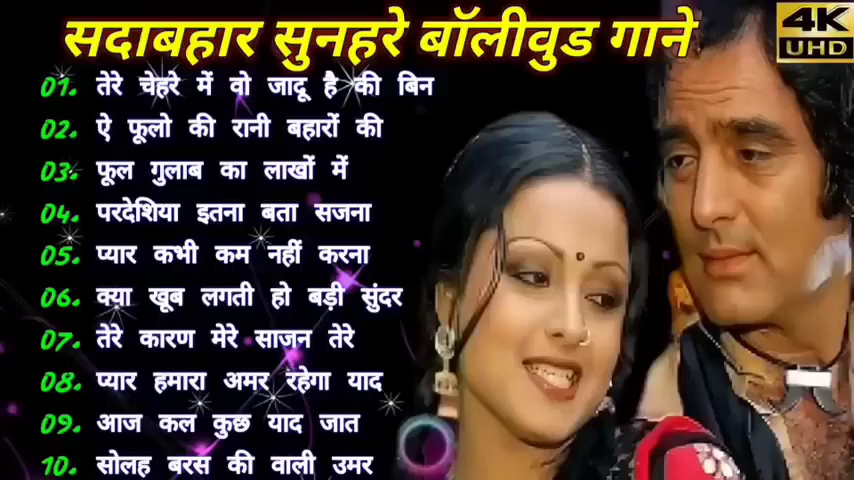 सदाबहार सुनहरे बॉलीवुड गाने
4K
UHD
01. तेरे चेहरे में वो जादू है की बिन
02. ऐ फूलो की रानी बहारों की
03. फूल गुलाब का लाखों में
04. परदेशिया इतना बता सजना
05. प्यार कभी कम नहीं करना
06. क्या खूब लगती हो बड़ी सुंदर
07. तेरे कारण मेरे साजन तेरे
08. प्यार हमारा अमर रहेगा याद
09. आज कल कुछ याद जात
10. सोलह बरस की वाली उमर